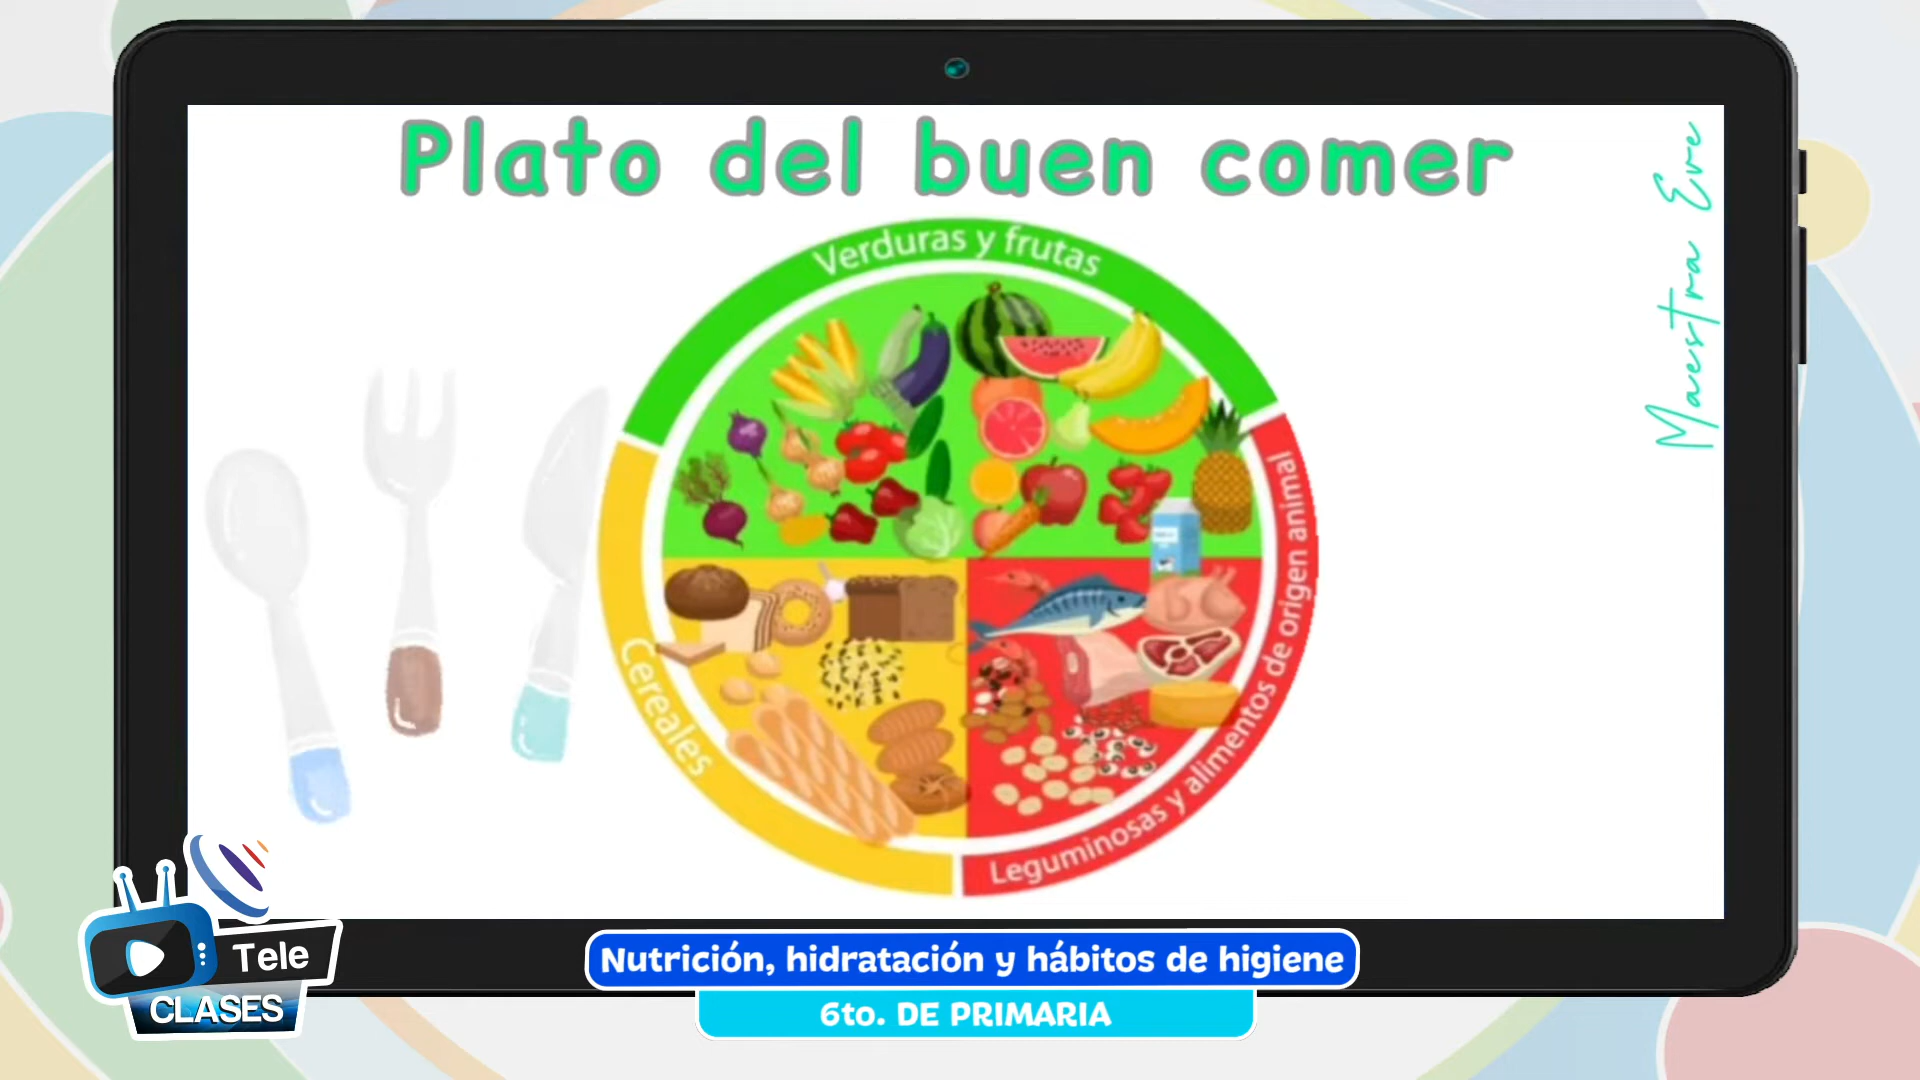 Plato del buen comer
Maestra Eve
Verduras y frutas
Cereales
Leguminosas y alimentos de origen animal
Tele
CLASES
Nutrición, hidratación y hábitos de higiene
6to. DE PRIMARIA